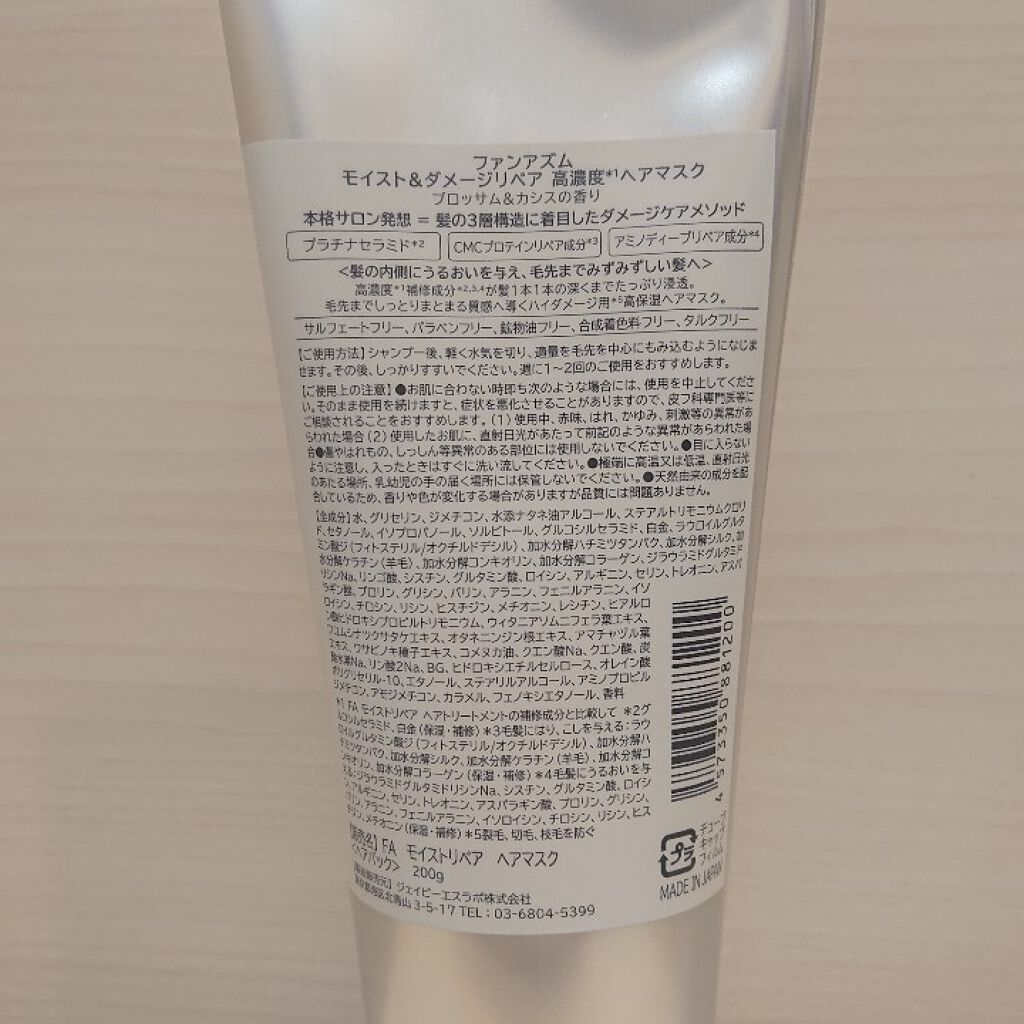 ファンアズム
モイスト＆ダメージリペア 高濃度*1ヘアマスク
ブロッサム＆カシスの香り
本格サロン発想 = 髪の3層構造に着目したダメージケアメソッド
プラチナセラミド*2 CMCプロテインリペア成分*3 アミノディープリペア成分*4
＜髪の内側にうるおいを与え、毛先までみずみずしい髪へ＞
高濃度*1補修成分*2,3,4が髪1本1本の深くまでたっぷり浸透。
毛先までしっとりまとまる質感へ導くハイダメージ用*5高保湿ヘアマスク。
サルフェートフリー、パラベンフリー、鉱物油フリー、合成着色料フリー、タルクフリー
【ご使用方法】シャンプー後、軽く水気を切り、適量を毛先を中心にもみ込むようになじま
せます。その後、しっかりすすいでください。週に1〜2回のご使用をおすすめします。
【ご使用上の注意】●お肌に合わない時即ち次のような場合には、使用を中止してくださ
い。そのまま使用を続けますと、症状を悪化させることがありますので、皮フ科専門医等に
ご相談されることをおすすめします。(1)使用中、赤味、はれ、かゆみ、刺激等の異常があ
らわれた場合(2)使用したお肌に、直射日光があたって前記のような異常があらわれた場
合●傷やはれもの、しっしん等異常のある部位には使用しないでください。●目に入らない
ように注意し、入ったときはすぐに洗い流してください。●極端に高温又は低温、直射日光
のあたる場所、乳幼児の手の届く場所には保管しないでください。●天然由来の成分を配
合しているため、香りや色が変化する場合がありますが品質には問題ありません。
【全成分】水、グリセリン、ジメチコン、水添ナタネ油アルコール、ステアルトリモニウムクロリ
ド、セタノール、イソプロパノール、ソルビトール、グルコシルセラミド、白金、ラウロイルグルタ
ミン酸ジ(フィトステリル/オクチルドデシル)、加水分解ハチミツタンパク、加水分解シルク、加
水分解ケラチン(羊毛)、加水分解コンキオリン、加水分解コラーゲン、ジラウラミドグルタミド
リシンNa、リンゴ酸、シスチン、グルタミン酸、ロイシン、アルギニン、セリン、トレオニン、アスパ
ラギン酸、プロリン、グリシン、バリン、アラニン、フェニルアラニン、イソ
ロイシン、チロシン、リシン、ヒスチジン、メチオニン、レシチン、ヒアルロ
ン酸ヒドロキシプロピルトリモニウム、ウィタニアソムニフェラ葉エキス、
フユムシナツクサタケエキス、オタネニンジン根エキス、アマチャヅル葉
エキス、ワサビノキ種子エキス、コメヌカ油、クエン酸Na、クエン酸、炭
酸水素Na、リン酸2Na、BG、ヒドロキシエチルセルロース、オレイン酸
ポリグリセリル-10、エタノール、ステアリルアルコール、アミノプロピル
ジメチコン、アモジメチコン、カラメル、フェノキシエタノール、香料
*1 FA モイストリペア ヘアトリートメントの補修成分と比較して *2グ
ルコシルセラミド、白金(保湿・補修) *3毛髪にはり、こしを与える：ラウ
ロイルグルタミン酸ジ(フィトステリル/オクチルドデシル)、加水分解ハ
チミツタンパク、加水分解シルク、加水分解ケラチン(羊毛)、加水分解コ
ンキオリン、加水分解コラーゲン(保湿・補修) *4毛髪にうるおいを与
える：ジラウラミドグルタミドリシンNa、シスチン、グルタミン酸、ロイシ
ン、アルギニン、セリン、トレオニン、アスパラギン酸、プロリン、グリシン、
バリン、アラニン、フェニルアラニン、イソロイシン、チロシン、リシン、ヒス
チジン、メチオニン(保湿・補修) *5裂毛、切毛、枝毛を防ぐ
【販売名】FA モイストリペア ヘアマスク
＜ヘアパック＞ 200g
【製造販売元】ジェイピーエスラボ株式会社
東京都港区北青山3-5-17 TEL：03-6804-5399
4573350881200
プラ
チューブ
キャップ
フィルム
MADE IN JAPAN